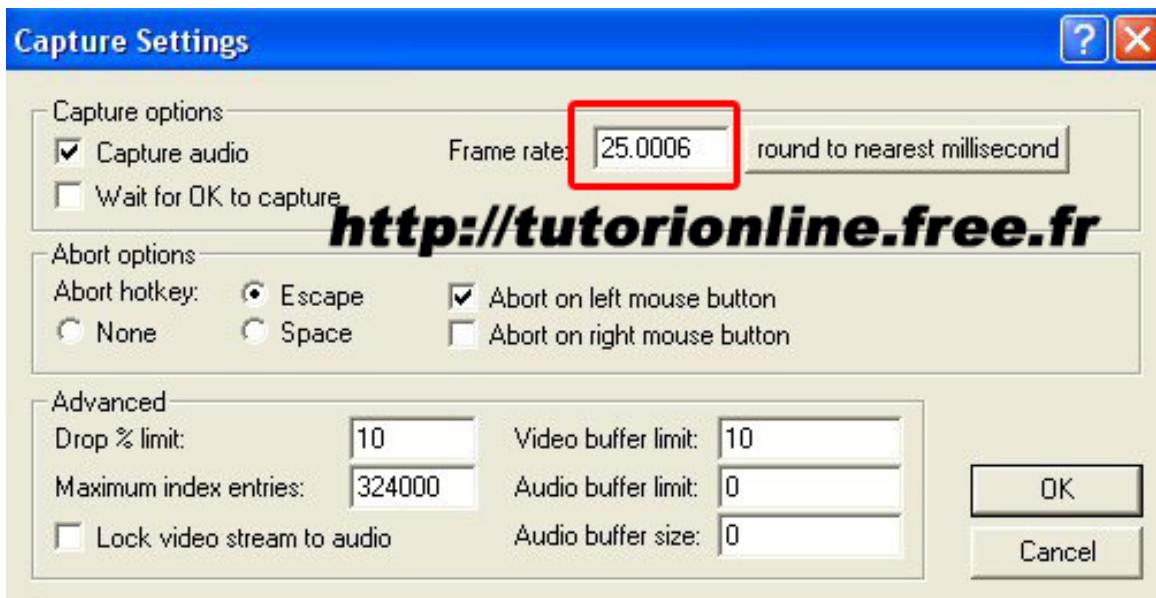 Capture Settings
Capture options
Capture audio
Frame rate: 25.0006 round to nearest millisecond
Wait for OK to capture
http://tutorionline.free.fr
Abort options
Abort hotkey: Escape Abort on left mouse button
None Space Abort on right mouse button
Advanced
Drop % limit: 10 Video buffer limit: 10
Maximum index entries: 324000 Audio buffer limit: 0
Lock video stream to audio Audio buffer size: 0
OK
Cancel